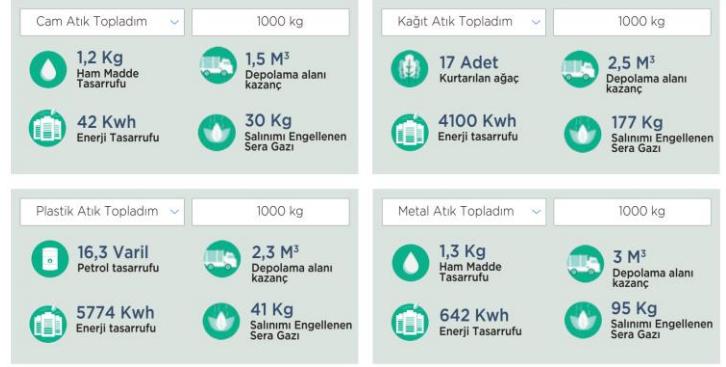 Cam Atık Topladım
1000 kg
1,2 Kg
Ham Madde
Tasarrufu
1,5 M³
Depolama alanı
kazanç
42 Kwh
Enerji Tasarrufu
30 Kg
Salınımı Engellenen
Sera Gazı
Kağıt Atık Topladım
1000 kg
17 Adet
Kurtarılan ağaç
2,5 M³
Depolama alanı
kazanç
4100 Kwh
Enerji tasarrufu
177 Kg
Salınımı Engellenen
Sera Gazı
Plastik Atık Topladım
1000 kg
16,3 Varil
Petrol tasarrufu
2,3 M³
Depolama alanı
kazanç
5774 Kwh
Enerji tasarrufu
41 Kg
Salınımı Engellenen
Sera Gazı
Metal Atık Topladım
1000 kg
1,3 Kg
Ham Madde
Tasarrufu
3 M³
Depolama alanı
kazanç
642 Kwh
Enerji Tasarrufu
95 Kg
Salınımı Engellenen
Sera Gazı